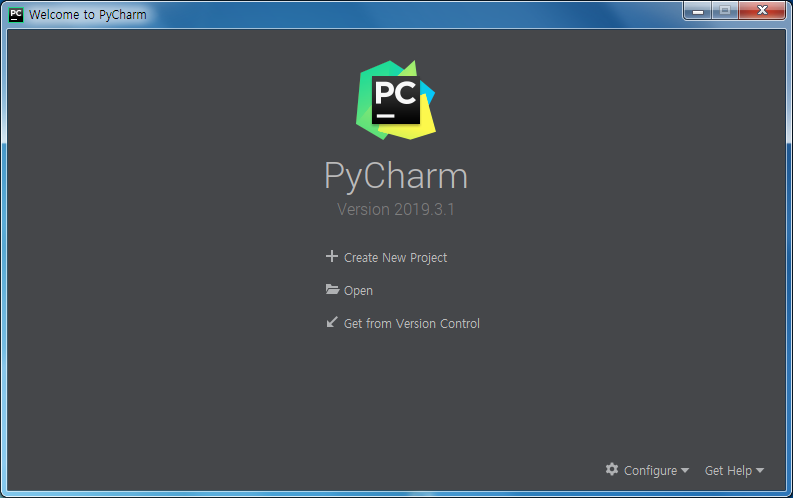 PC Welcome to PyCharm
PC
PyCharm
Version 2019.3.1
Create New Project
Open
Get from Version Control
Configure Get Help